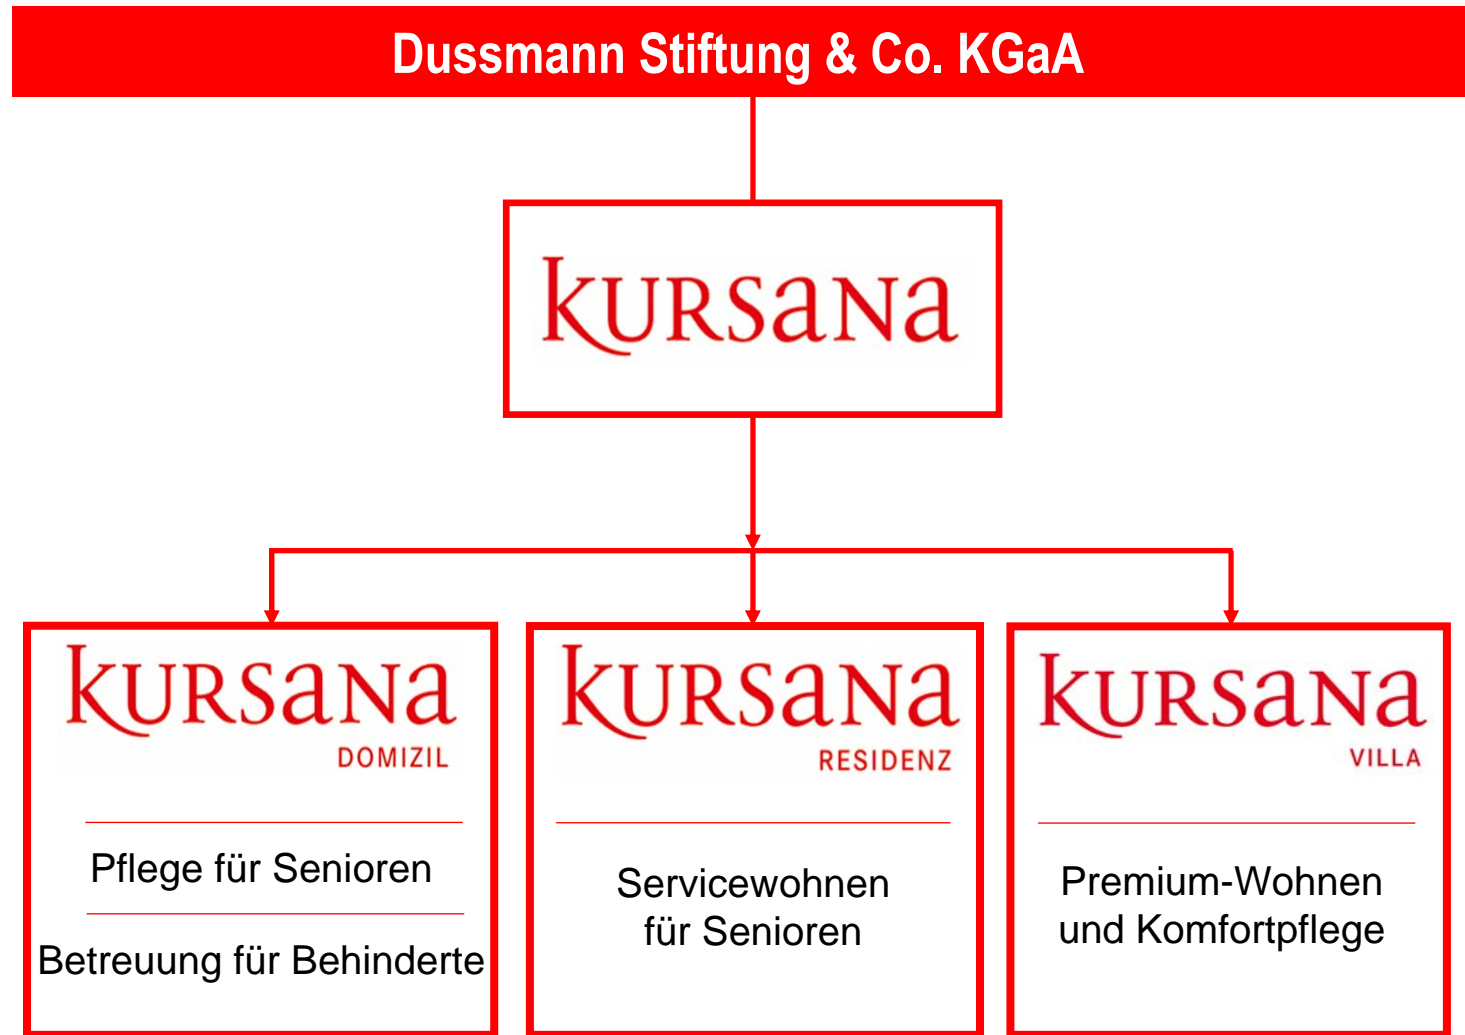 Dussmann Stiftung & Co. KGaA
KURSANA
KURSANA
DOMIZIL
Pflege für Senioren
Betreuung für Behinderte
KURSANA
RESIDENZ
Servicewohnen
für Senioren
KURSANA
VILLA
Premium-Wohnen
und Komfortpflege